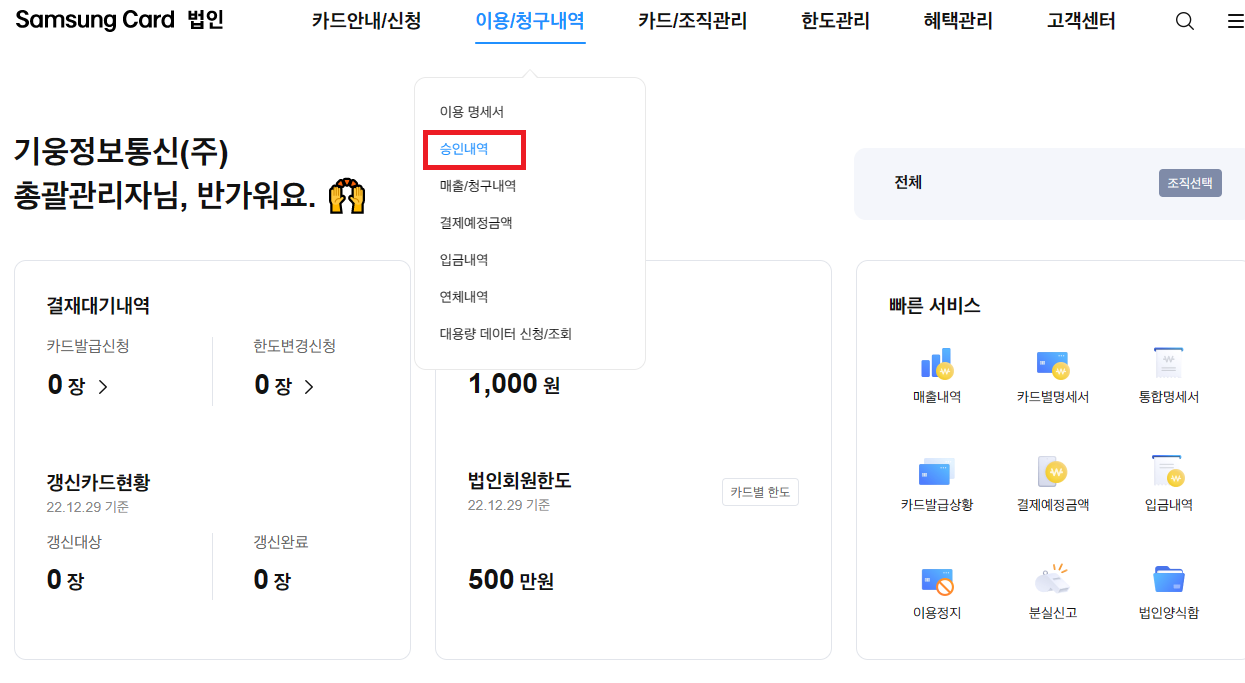 Samsung Card 법인
카드안내/신청
이용/청구내역
카드/조직관리
한도관리
혜택관리
고객센터
이용 명세서
승인내역
매출/청구내역
결제예정금액
입금내역
연체내역
대용량 데이터 신청/조회
기웅정보통신(주)
총괄관리자님, 반가워요.
전체
조직선택
결재대기내역
카드발급신청
한도변경신청
0 장
0 장
갱신카드현황
22.12.29 기준
갱신대상
갱신완료
0 장
0 장
1,000 원
법인회원한도
22.12.29 기준
카드별 한도
500 만원
빠른 서비스
매출내역
카드별명세서
통합명세서
카드발급상황
결제예정금액
입금내역
이용정지
분실신고
법인양식함